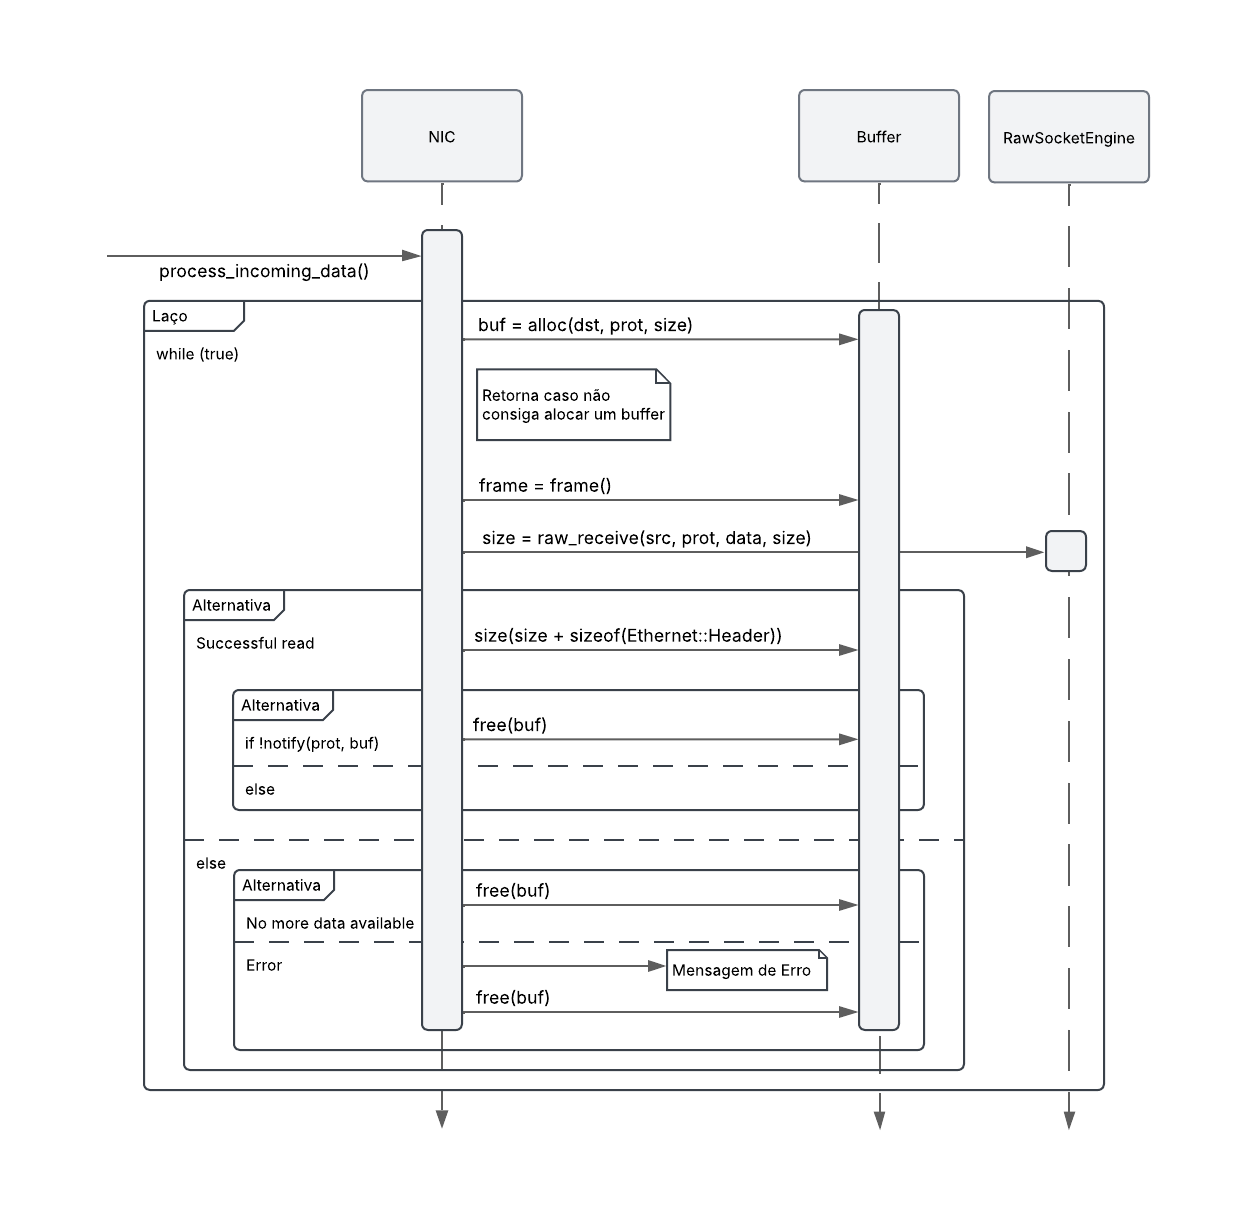 NIC
Buffer
RawSocketEngine
process_incoming_data()
Laço
while (true)
buf = alloc(dst, prot, size)
Retorna caso não
consiga alocar um buffer
frame = frame()
size = raw_receive(src, prot, data, size)
Alternativa
Successful read
size(size + sizeof(Ethernet::Header))
Alternativa
if !notify(prot, buf)
free(buf)
else
else
Alternativa
No more data available
free(buf)
Error
Mensagem de Erro
free(buf)